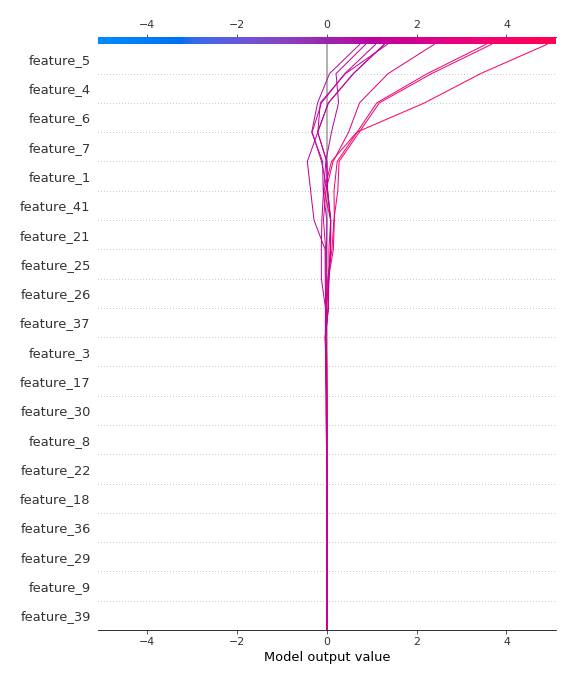 −4 −2 0 2 4
feature_5
feature_4
feature_6
feature_7
feature_1
feature_41
feature_21
feature_25
feature_26
feature_37
feature_3
feature_17
feature_30
feature_8
feature_22
feature_18
feature_36
feature_29
feature_9
feature_39
−4 −2 0 2 4
Model output value